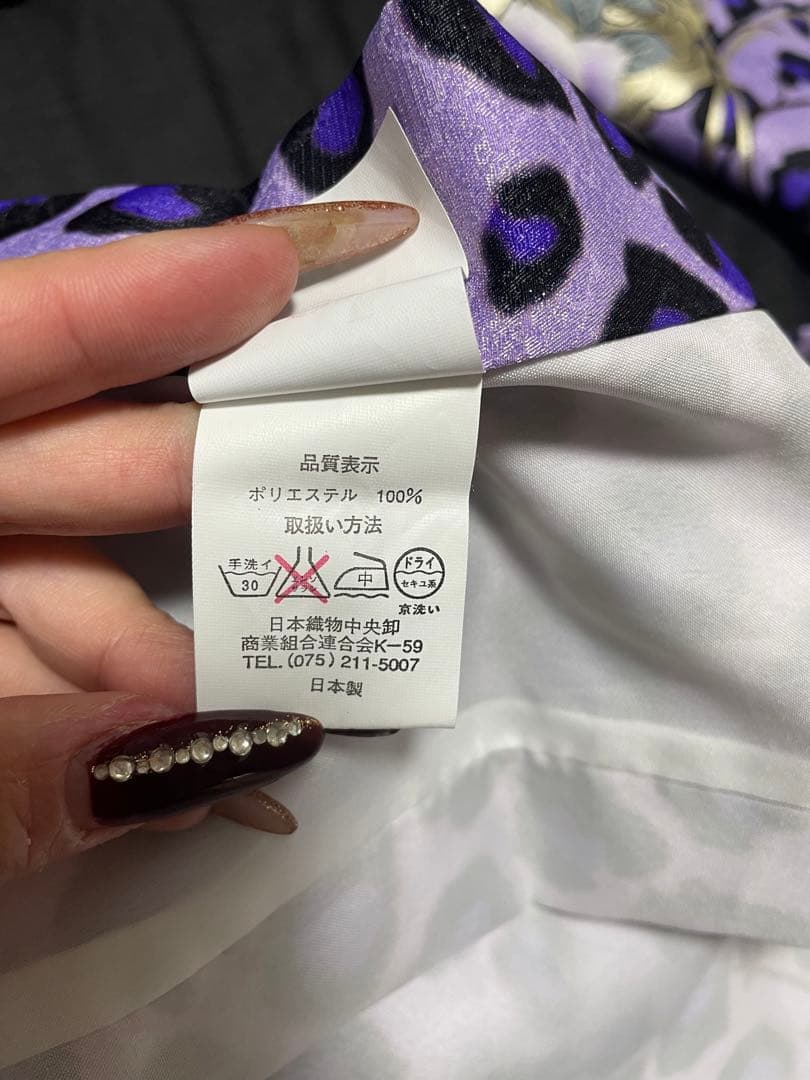 品質表示
ポリエステル 100%
取扱い方法
手洗イ
30
中
ドライ
セキユ系
京洗い
日本織物中央卸
商業組合連合会K-59
TEL.(075)211-5007
日本製